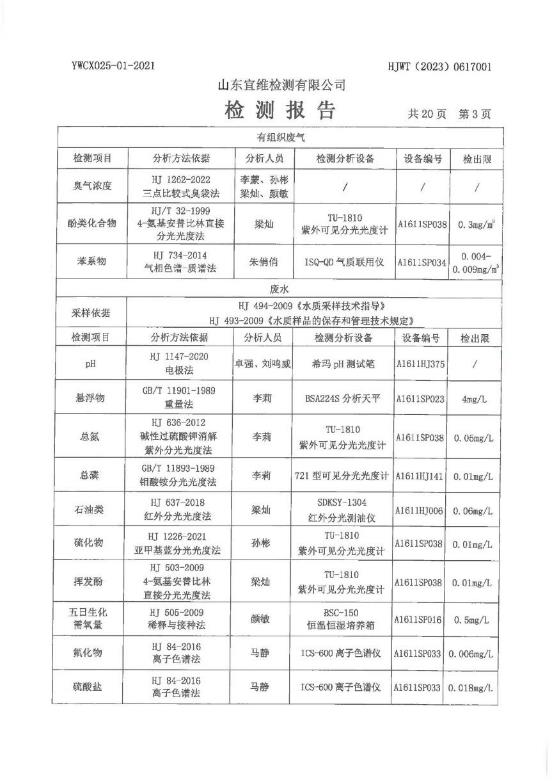 YWCX025-01-2021 HJWT（2023）0617001
山东宜维检测有限公司
检 测 报 告 共 20 页 第 3 页
有组织废气
检测项目 分析方法依据 分析人员 检测分析设备 设备编号 检出限
臭气浓度 HJ 1262-2022 三点比较式臭袋法 李蒙、孙彬 梁灿、颜敏 / / /
酚类化合物 HJ/T 32-1999 4-氨基安替比林直接 分光光度法 梁灿 TU-1810 紫外可见分光光度计 A1611SP038 0.3mg/m³
苯系物 HJ 734-2014 气相色谱-质谱法 朱俏俏 ISQ-QD 气质联用仪 A1611SP034 0.004- 0.009mg/m³
废水
采样依据 HJ 494-2009《水质采样技术指导》
HJ 493-2009《水质样品的保存和管理技术规定》
检测项目 分析方法依据 分析人员 检测分析设备 设备编号 检出限
pH HJ 1147-2020 电极法 卓强、刘鸣威 希玛 pH 测试笔 A1611HJ375 /
悬浮物 GB/T 11901-1989 重量法 李莉 BSA224S 分析天平 A1611SP023 4mg/L
总氮 HJ 636-2012 碱性过硫酸钾消解 紫外分光光度法 李莉 TU-1810 紫外可见分光光度计 A1611SP038 0.05mg/L
总磷 GB/T 11893-1989 钼酸铵分光光度法 李莉 721 型可见分光光度计 A1611HJ141 0.01mg/L
石油类 HJ 637-2018 红外分光光度法 梁灿 SDKSY-1304 红外分光测油仪 A1611HJ006 0.06mg/L
硫化物 HJ 1226-2021 亚甲基蓝分光光度法 孙彬 TU-1810 紫外可见分光光度计 A1611SP038 0.01mg/L
挥发酚 HJ 503-2009 4-氨基安替比林 直接分光光度法 梁灿 TU-1810 紫外可见分光光度计 A1611SP038 0.01mg/L
五日生化 需氧量 HJ 505-2009 稀释与接种法 颜敏 BSC-150 恒温恒湿培养箱 A1611SP016 0.5mg/L
氟化物 HJ 84-2016 离子色谱法 马静 ICS-600 离子色谱仪 A1611SP033 0.006mg/L
硫酸盐 HJ 84-2016 离子色谱法 马静 ICS-600 离子色谱仪 A1611SP033 0.018mg/L